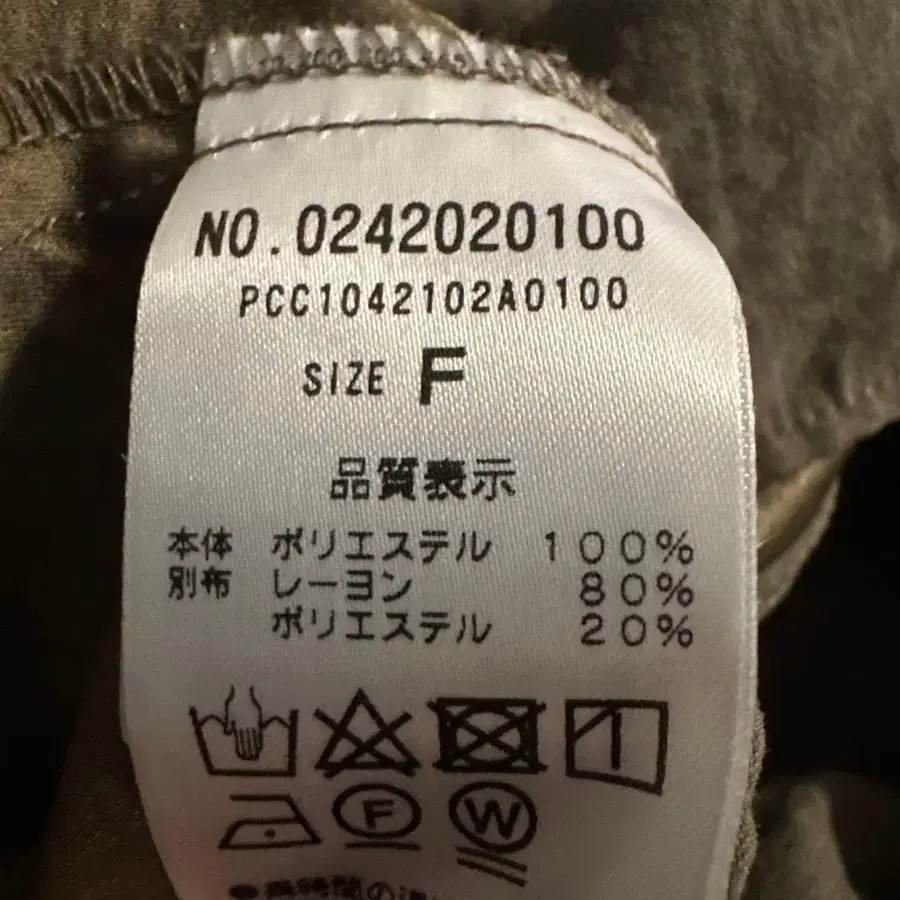 NO.0242020100
PCC1042102A0100
SIZE F
品質表示
本体 ポリエステル 100%
別布 レーヨン 80%
ポリエステル 20%
F W